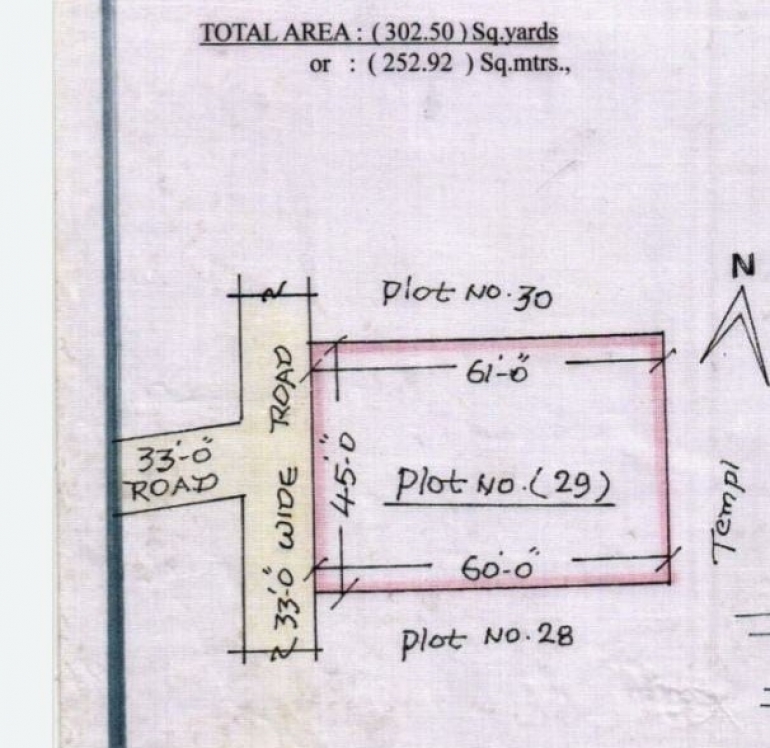 TOTAL AREA : ( 302.50 ) Sq.yards
or : ( 252.92 ) Sq.mtrs.,
N
Plot No. 30
61'-0"
33'-0"
ROAD
33'-0" WIDE ROAD
45'-0"
Plot No. (29)
Templ
60'-0"
Plot No. 28